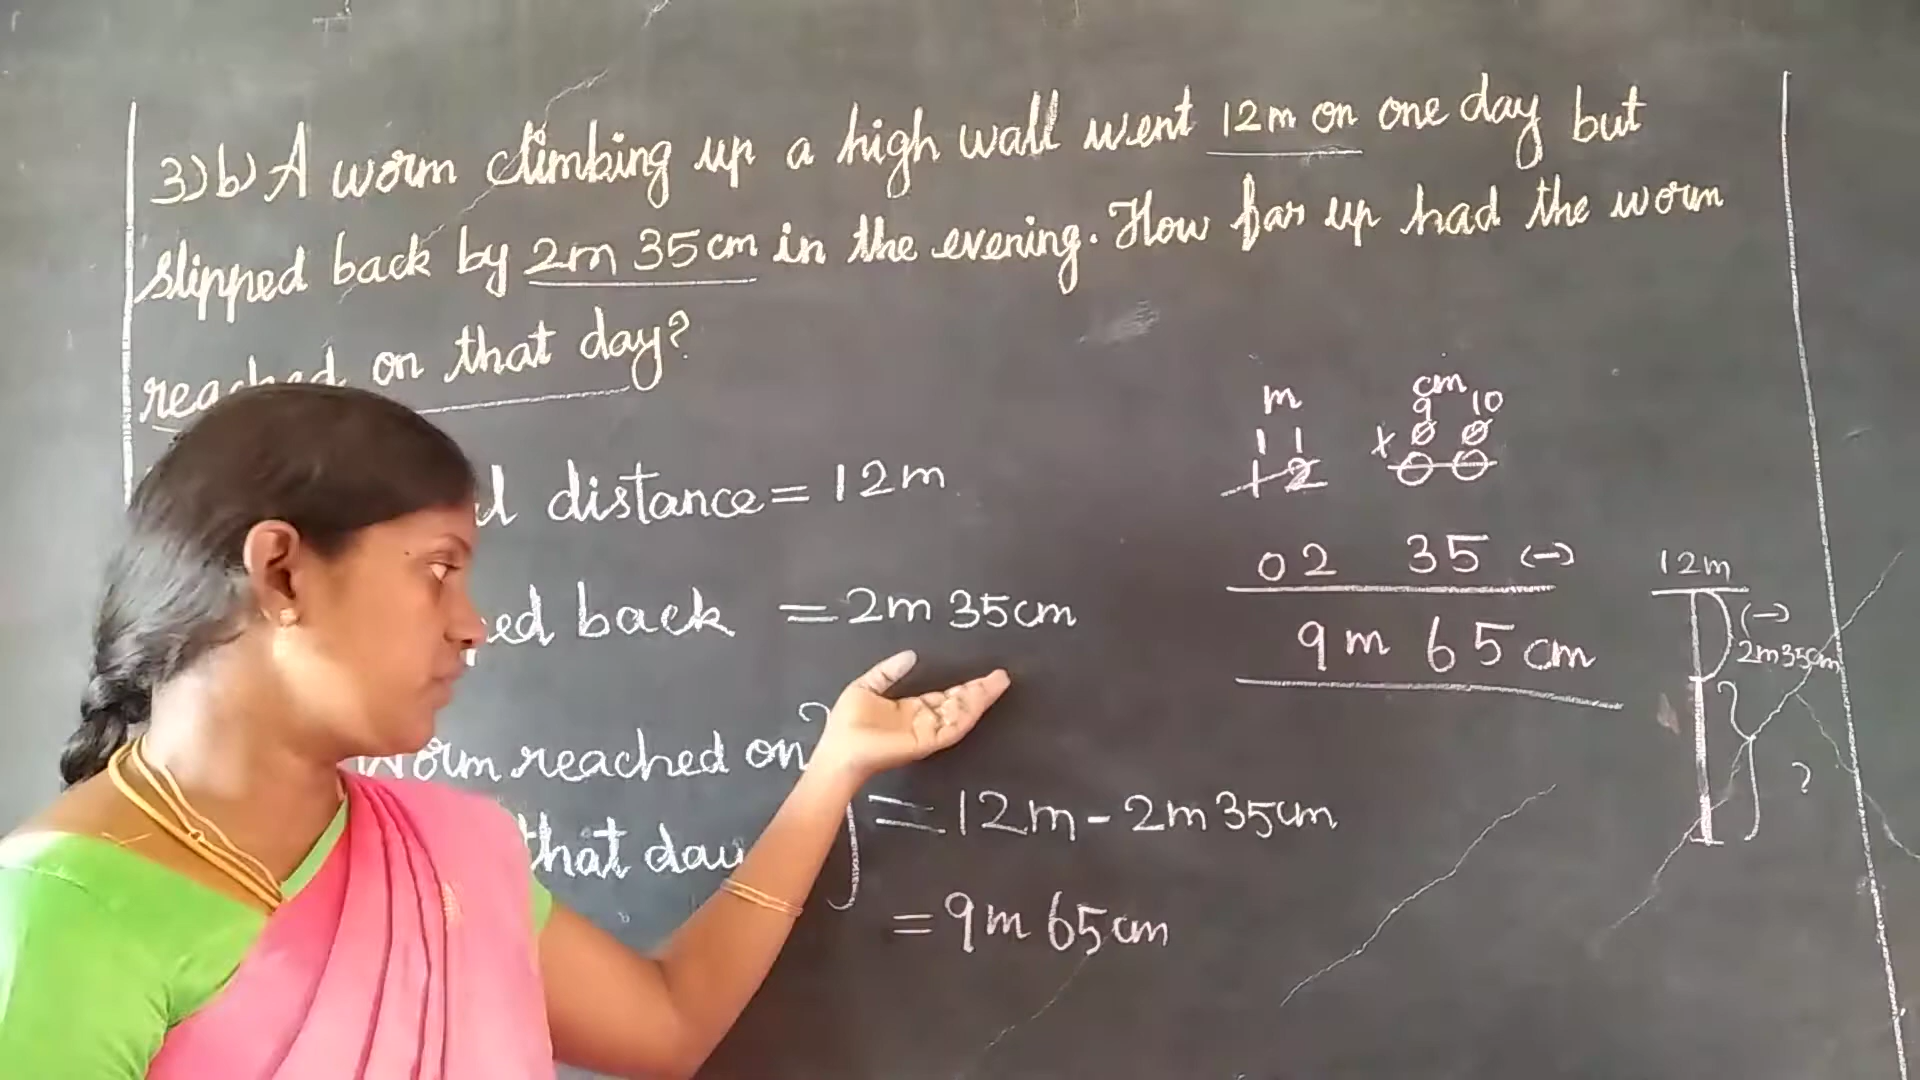 3) b) A worm climbing up a high wall went 12m on one day but
slipped back by 2m 35cm in the evening. How far up had the worm
reached on that day?
distance = 12m
back = 2m 35cm
Worm reached on
that day
= 12m - 2m 35cm
= 9m 65cm
m cm
9 10
1 1
12 00
02 35 (-)
9m 65cm
12m
(-)
2m35cm
?